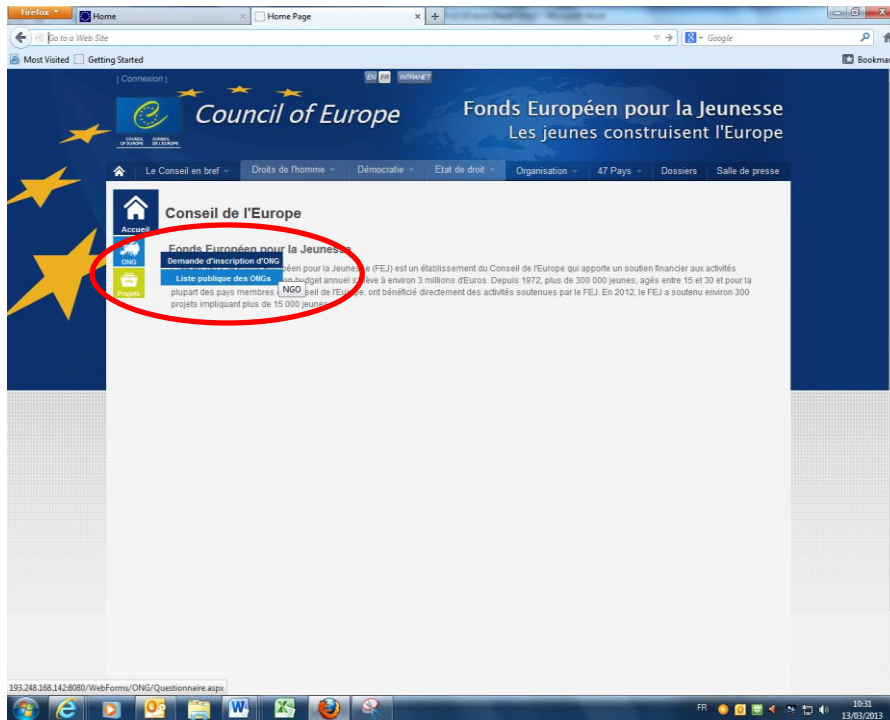 Firefox
Home
Home Page
Go to a Web Site
Google
Most Visited
Getting Started
Bookmar
[ Connexion ]
EN FR INTRANET
COUNCIL OF EUROPE
CONSEIL DE L'EUROPE
Council of Europe
Fonds Européen pour la Jeunesse
Les jeunes construisent l'Europe
Le Conseil en bref
Droits de l'homme
Démocratie
Etat de droit
Organisation
47 Pays
Dossiers
Salle de presse
Accueil
Conseil de l'Europe
ONG
Fonds Européen pour la Jeunesse
Demande d'inscription d'ONG
péen pour la Jeunesse (FEJ) est un établissement du Conseil de l'Europe qui apporte un soutien financier aux activités
Liste publique des ONGs
on budget annuel s'élève à environ 3 millions d'Euros. Depuis 1972, plus de 300 000 jeunes, agés entre 15 et 30 et pour la
Projets
plupart des pays membres
NGO
seil de l'Europe, ont bénéficié directement des activités soutenues par le FEJ. En 2012, le FEJ a soutenu environ 300
projets impliquant plus de 15 000 jeunes
193.248.168.142:8080/WebForms/ONG/Questionnaire.aspx
FR
10:31
13/03/2013